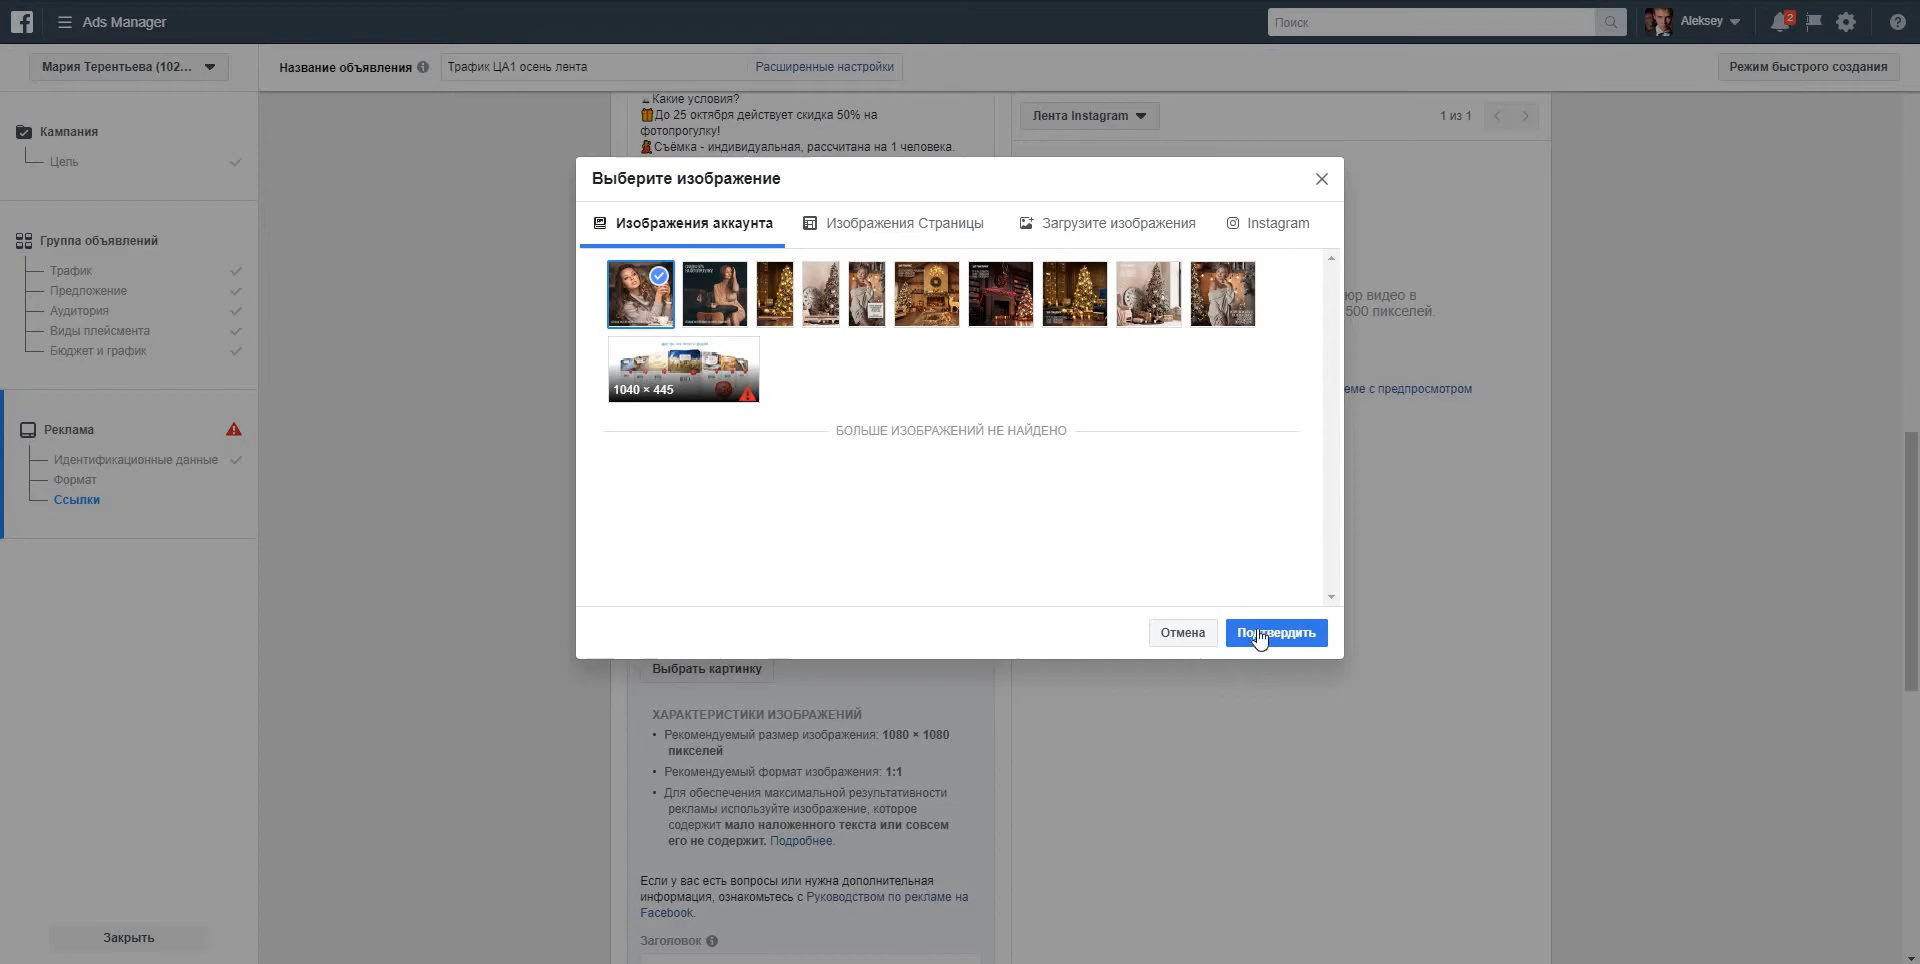 Ads Manager
Поиск
Aleksey
2
Мария Терентьева (102...
Название объявления
Трафик ЦА1 осень лента
Расширенные настройки
Режим быстрого создания
Кампания
Цель
Группа объявлений
Трафик
Предложение
Аудитория
Виды плейсмента
Бюджет и график
Реклама
Идентификационные данные
Формат
Ссылки
Закрыть
Какие условия?
До 25 октября действует скидка 50% на
фотопрогулку!
Съёмка - индивидуальная, рассчитана на 1 человека.
Лента Instagram
1 из 1
Выберите изображение
Изображения аккаунта
Изображения Страницы
Загрузите изображения
Instagram
1040 × 445
БОЛЬШЕ ИЗОБРАЖЕНИЙ НЕ НАЙДЕНО
Отмена
Подтвердить
юр видео в
500 пикселей.
еме с предпросмотром
Выбрать картинку
ХАРАКТЕРИСТИКИ ИЗОБРАЖЕНИЙ
• Рекомендуемый размер изображения: 1080 × 1080
пикселей
• Рекомендуемый формат изображения: 1:1
• Для обеспечения максимальной результативности
рекламы используйте изображение, которое
содержит мало наложенного текста или совсем
его не содержит. Подробнее.
Если у вас есть вопросы или нужна дополнительная
информация, ознакомьтесь с Руководством по рекламе на
Facebook.
Заголовок